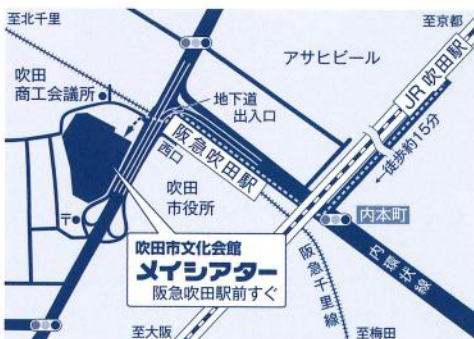 至北千里
至京都
アサヒビール
吹田
商工会議所
地下道
出入口
JR吹田駅
←徒歩約15分
阪急吹田駅
西口
吹田
市役所
〒
内本町
吹田市文化会館
メイシアター
阪急吹田駅前すぐ
内環状線
阪急千里線
至大阪
至梅田